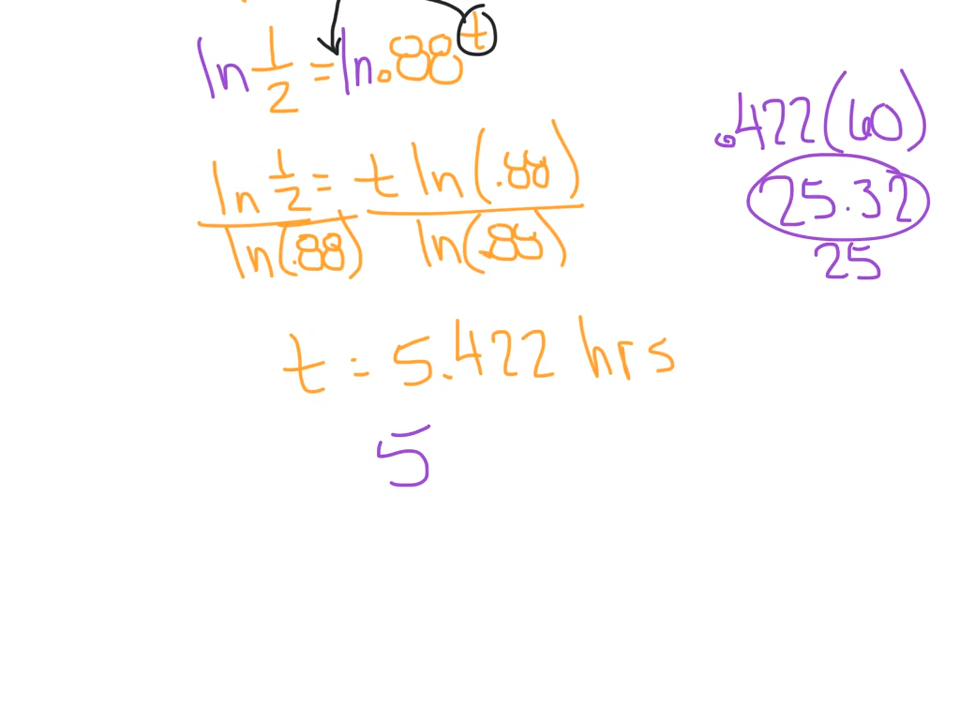 ln 1/2 = ln .88^t
ln 1/2 = t ln(.88)
ln(.88) ln(.88)
t = 5.422 hrs
5
.422(60)
25.32
25